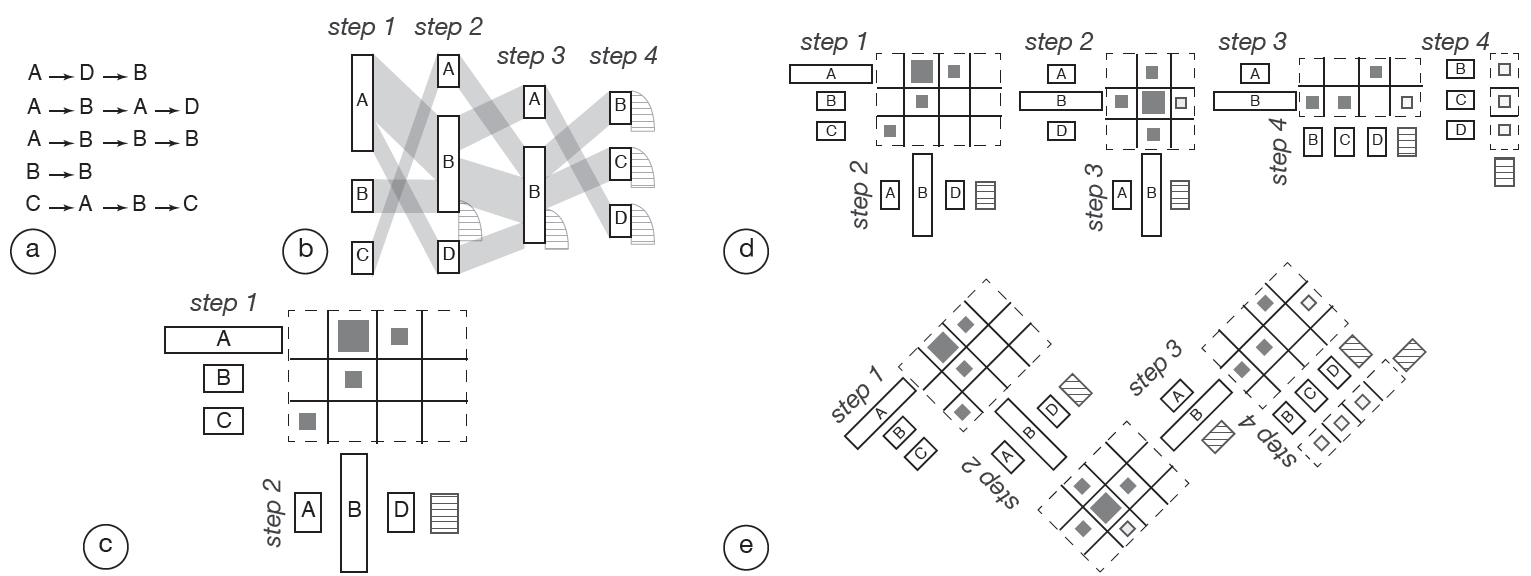 A → D → B
A → B → A → D
A → B → B → B
B → B
C → A → B → C
a
step 1 step 2 step 3 step 4
A B C
A B D
A B
B C D
b
step 1
A
B
C
step 2
A B D
c
step 1
A
B
C
step 2
A B D
step 2
A
B
D
step 3
A B
step 3
A
B
step 4
B C D
step 4
B
C
D
d
step 1
A
B
C
step 2
A
B
D
step 3
A
B
step 4
B
C
D
e